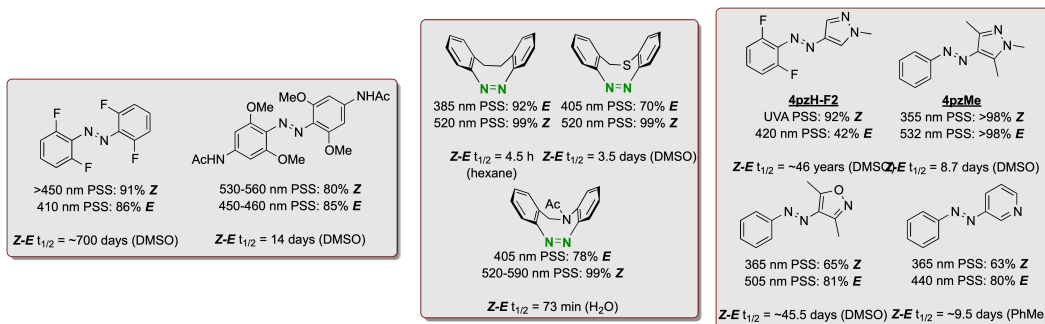 F
F
F
F
N=N
>450 nm PSS: 91% Z
410 nm PSS: 86% E
Z-E t1/2 = ~700 days (DMSO)
NHAc
MeO
OMe
N=N
MeO
OMe
AcHN
530-560 nm PSS: 80% Z
450-460 nm PSS: 85% E
Z-E t1/2 = 14 days (DMSO)
N=N
385 nm PSS: 92% E
520 nm PSS: 99% Z
Z-E t1/2 = 4.5 h
(hexane)
S
N=N
405 nm PSS: 70% E
520 nm PSS: 99% Z
Z-E t1/2 = 3.5 days (DMSO)
Ac
N
N=N
405 nm PSS: 78% E
520-590 nm PSS: 99% Z
Z-E t1/2 = 73 min (H2O)
F
N
N
N=N
F
4pzH-F2
UVA PSS: 92% Z
420 nm PSS: 42% E
Z-E t1/2 = ~46 years (DMSO)
N
N
N=N
4pzMe
355 nm PSS: >98% Z
532 nm PSS: >98% E
Z-E t1/2 = 8.7 days (DMSO)
O
N
N=N
365 nm PSS: 65% Z
505 nm PSS: 81% E
Z-E t1/2 = ~45.5 days (DMSO)
N=N
N
365 nm PSS: 63% Z
440 nm PSS: 80% E
Z-E t1/2 = ~9.5 days (PhMe